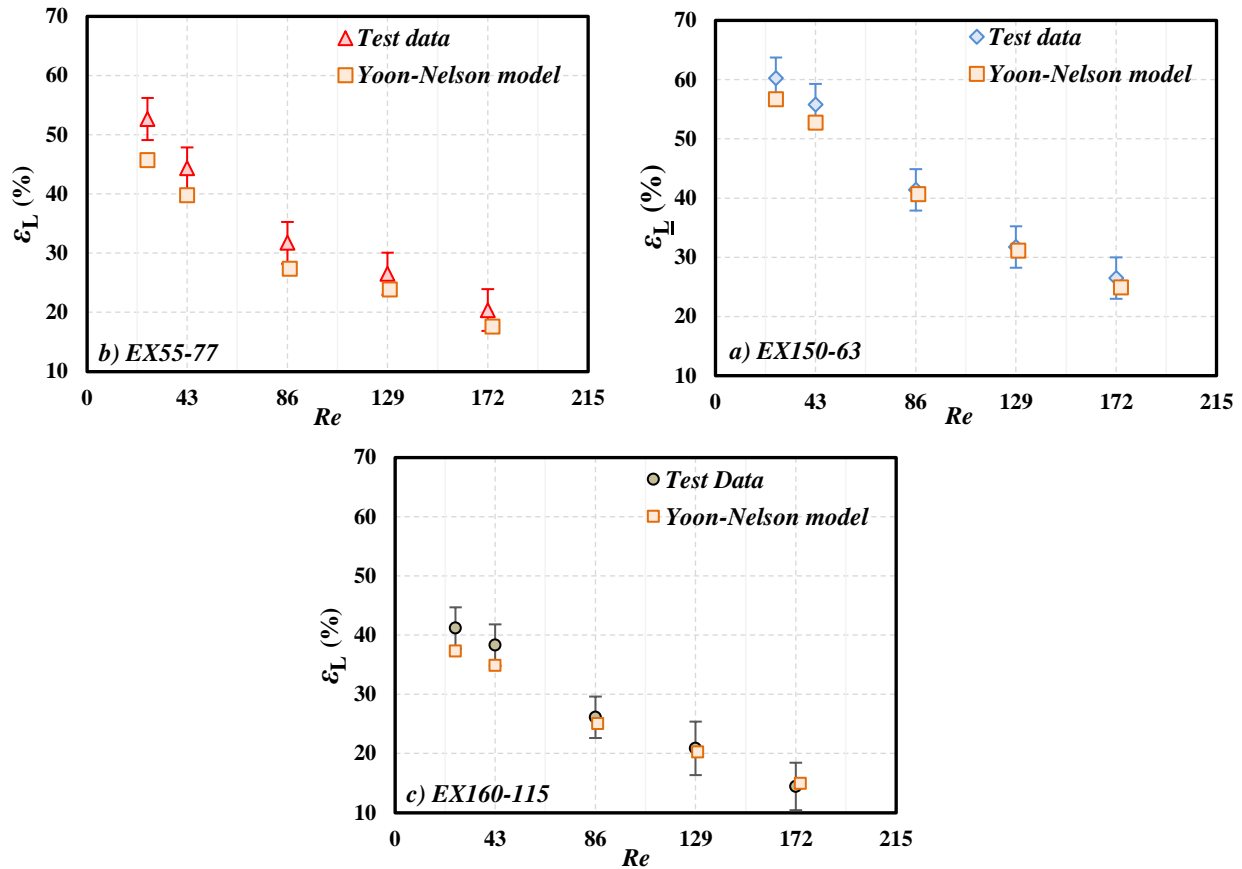 70
60
50
40
30
20
10
ε_L (%)
Test data
Yoon-Nelson model
b) EX55-77
0 43 86 129 172 215
Re
70
60
50
40
30
20
10
ε_L (%)
Test data
Yoon-Nelson model
a) EX150-63
0 43 86 129 172 215
Re
70
60
50
40
30
20
10
ε_L (%)
Test Data
Yoon-Nelson model
c) EX160-115
0 43 86 129 172 215
Re